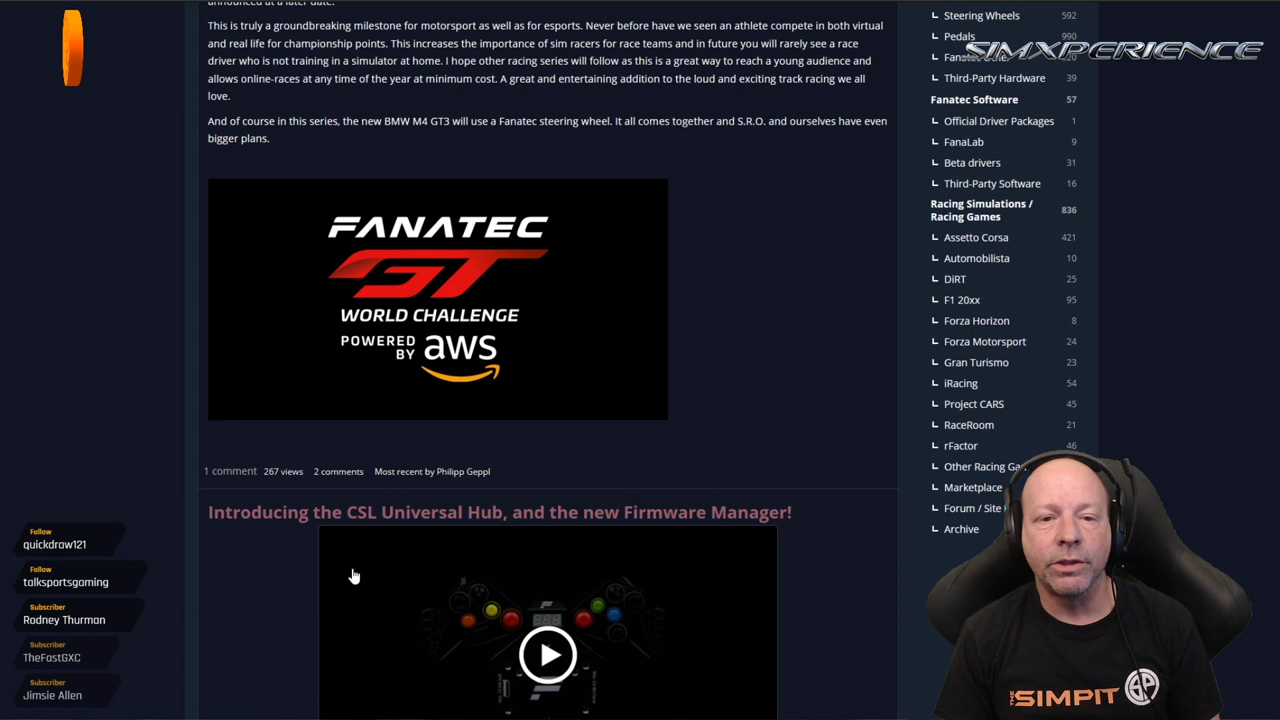 This is truly a groundbreaking milestone for motorsport as well as for esports. Never before have we seen an athlete compete in both virtual
and real life for championship points. This increases the importance of sim racers for race teams and in future you will rarely see a race
driver who is not training in a simulator at home. I hope other racing series will follow as this is a great way to reach a young audience and
allows online-races at any time of the year at minimum cost. A great and entertaining addition to the loud and exciting track racing we all
love.
And of course in this series, the new BMW M4 GT3 will use a Fanatec steering wheel. It all comes together and S.R.O. and ourselves have even
bigger plans.
FANATEC
GT
WORLD CHALLENGE
POWERED
BY aws
1 comment 267 views 2 comments Most recent by Philipp Geppl
Introducing the CSL Universal Hub, and the new Firmware Manager!
Steering Wheels 592
Pedals 990
SIMXPERIENCE
Third-Party Hardware 39
Fanatec Software 57
Official Driver Packages 1
FanaLab 9
Beta drivers 31
Third-Party Software 16
Racing Simulations /
Racing Games 836
Assetto Corsa 421
Automobilista 10
DiRT 25
F1 20xx 95
Forza Horizon 8
Forza Motorsport 24
Gran Turismo 23
iRacing 54
Project CARS 45
RaceRoom 21
rFactor 46
Other Racing
Marketplace
Forum / Site
Archive
Follow
quickdraw121
Follow
talksportsgaming
Subscriber
Rodney Thurman
Subscriber
TheFastGXC
Subscriber
Jimsie Allen
THE SIMPIT SP